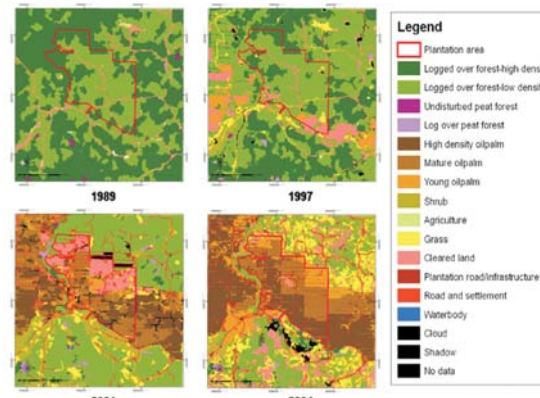 Legend
Plantation area
Logged over forest-high dens
Logged over forest-low densi
Undisturbed peat forest
Log over peat forest
High density oilpalm
Mature oilpalm
Young oilpalm
Shrub
Agriculture
Grass
Cleared land
Plantation road/infrastructure
Road and settlement
Waterbody
Cloud
Shadow
No data
1989
1997